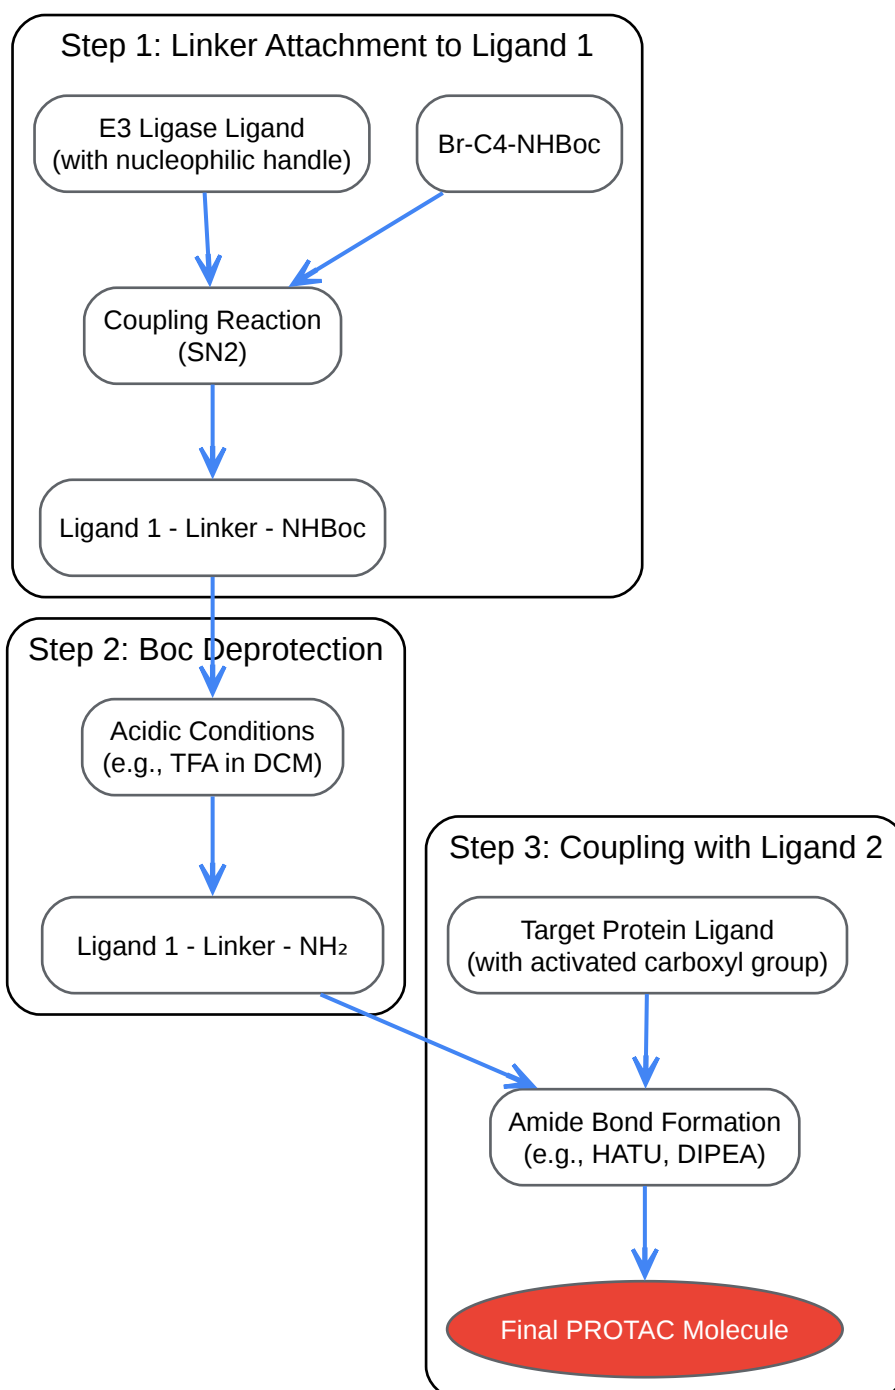 Step 1: Linker Attachment to Ligand 1
E3 Ligase Ligand
(with nucleophilic handle)
Br-C4-NHBoc
Coupling Reaction
(SN2)
Ligand 1 - Linker - NHBoc
Step 2: Boc Deprotection
Acidic Conditions
(e.g., TFA in DCM)
Ligand 1 - Linker - NH₂
Step 3: Coupling with Ligand 2
Target Protein Ligand
(with activated carboxyl group)
Amide Bond Formation
(e.g., HATU, DIPEA)
Final PROTAC Molecule